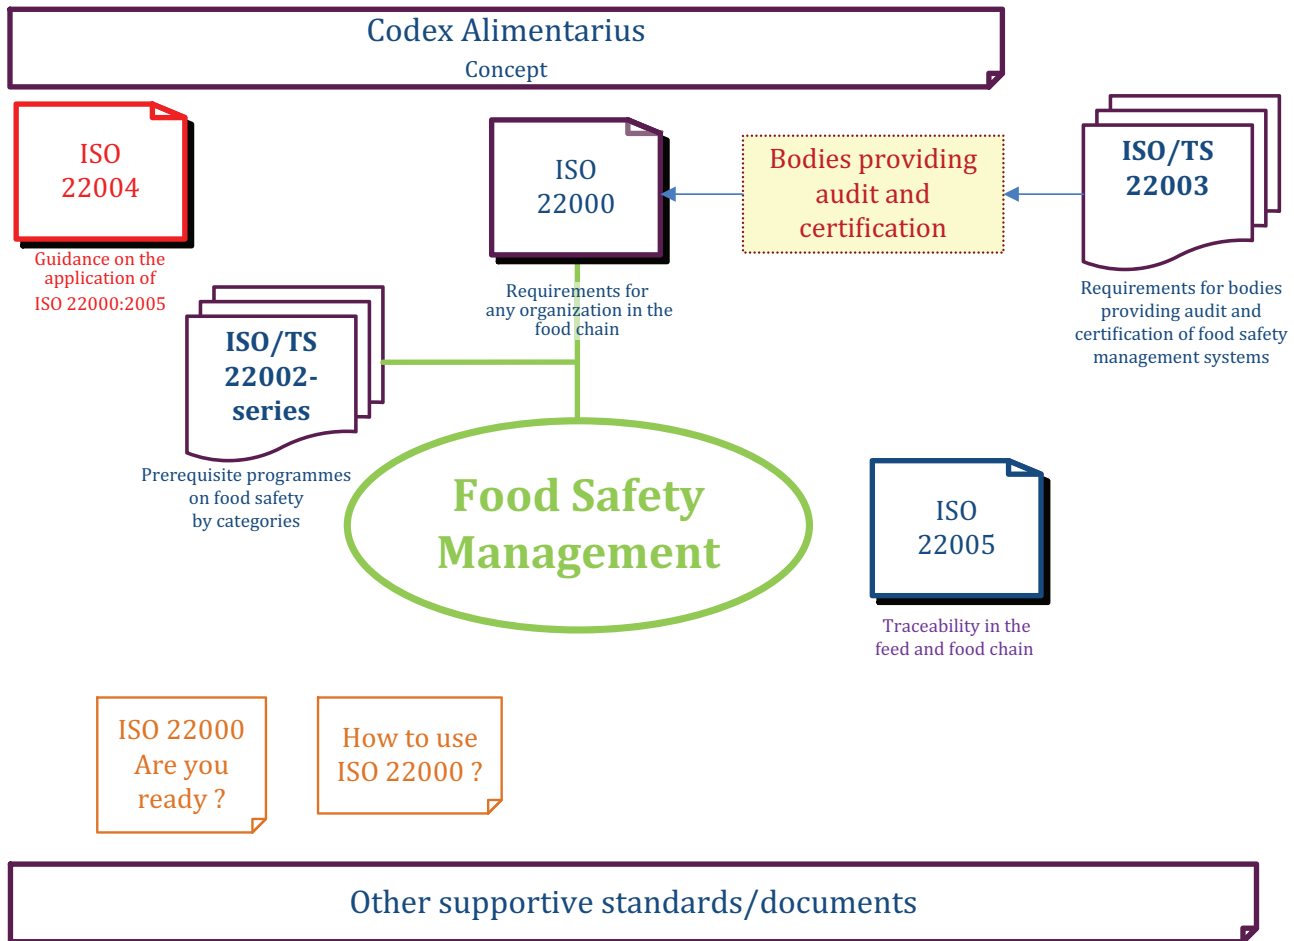 Codex Alimentarius
Concept
ISO
22004
Guidance on the
application of
ISO 22000:2005
ISO
22000
Requirements for
any organization in the
food chain
Bodies providing
audit and
certification
ISO/TS
22003
Requirements for bodies
providing audit and
certification of food safety
management systems
ISO/TS
22002-
series
Prerequisite programmes
on food safety
by categories
Food Safety
Management
ISO
22005
Traceability in the
feed and food chain
ISO 22000
Are you
ready ?
How to use
ISO 22000 ?
Other supportive standards/documents